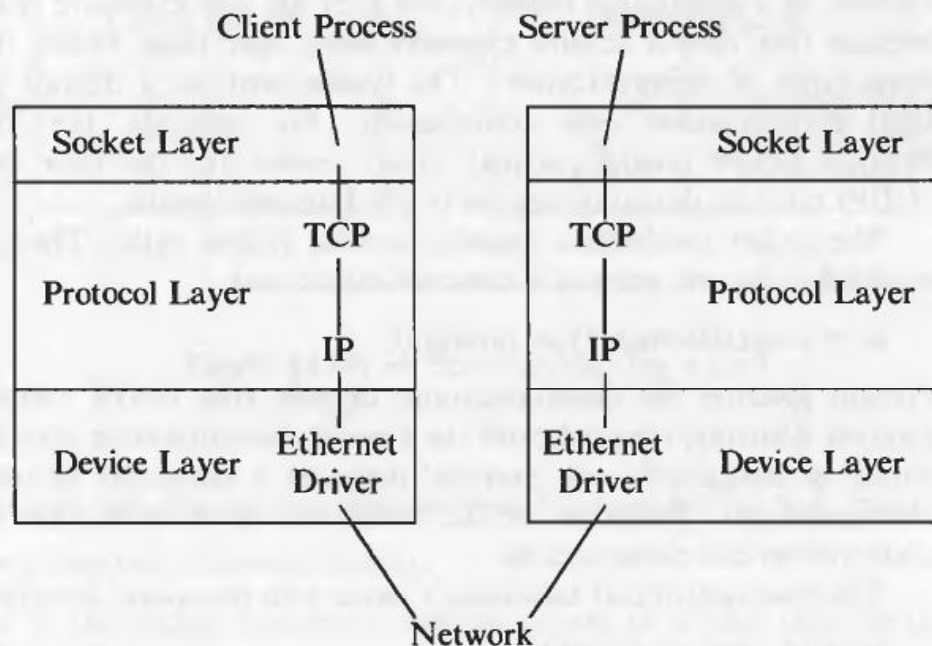 Client Process Server Process
Socket Layer Socket Layer
TCP TCP
Protocol Layer Protocol Layer
IP IP
Device Layer Ethernet Driver Ethernet Driver Device Layer
Network